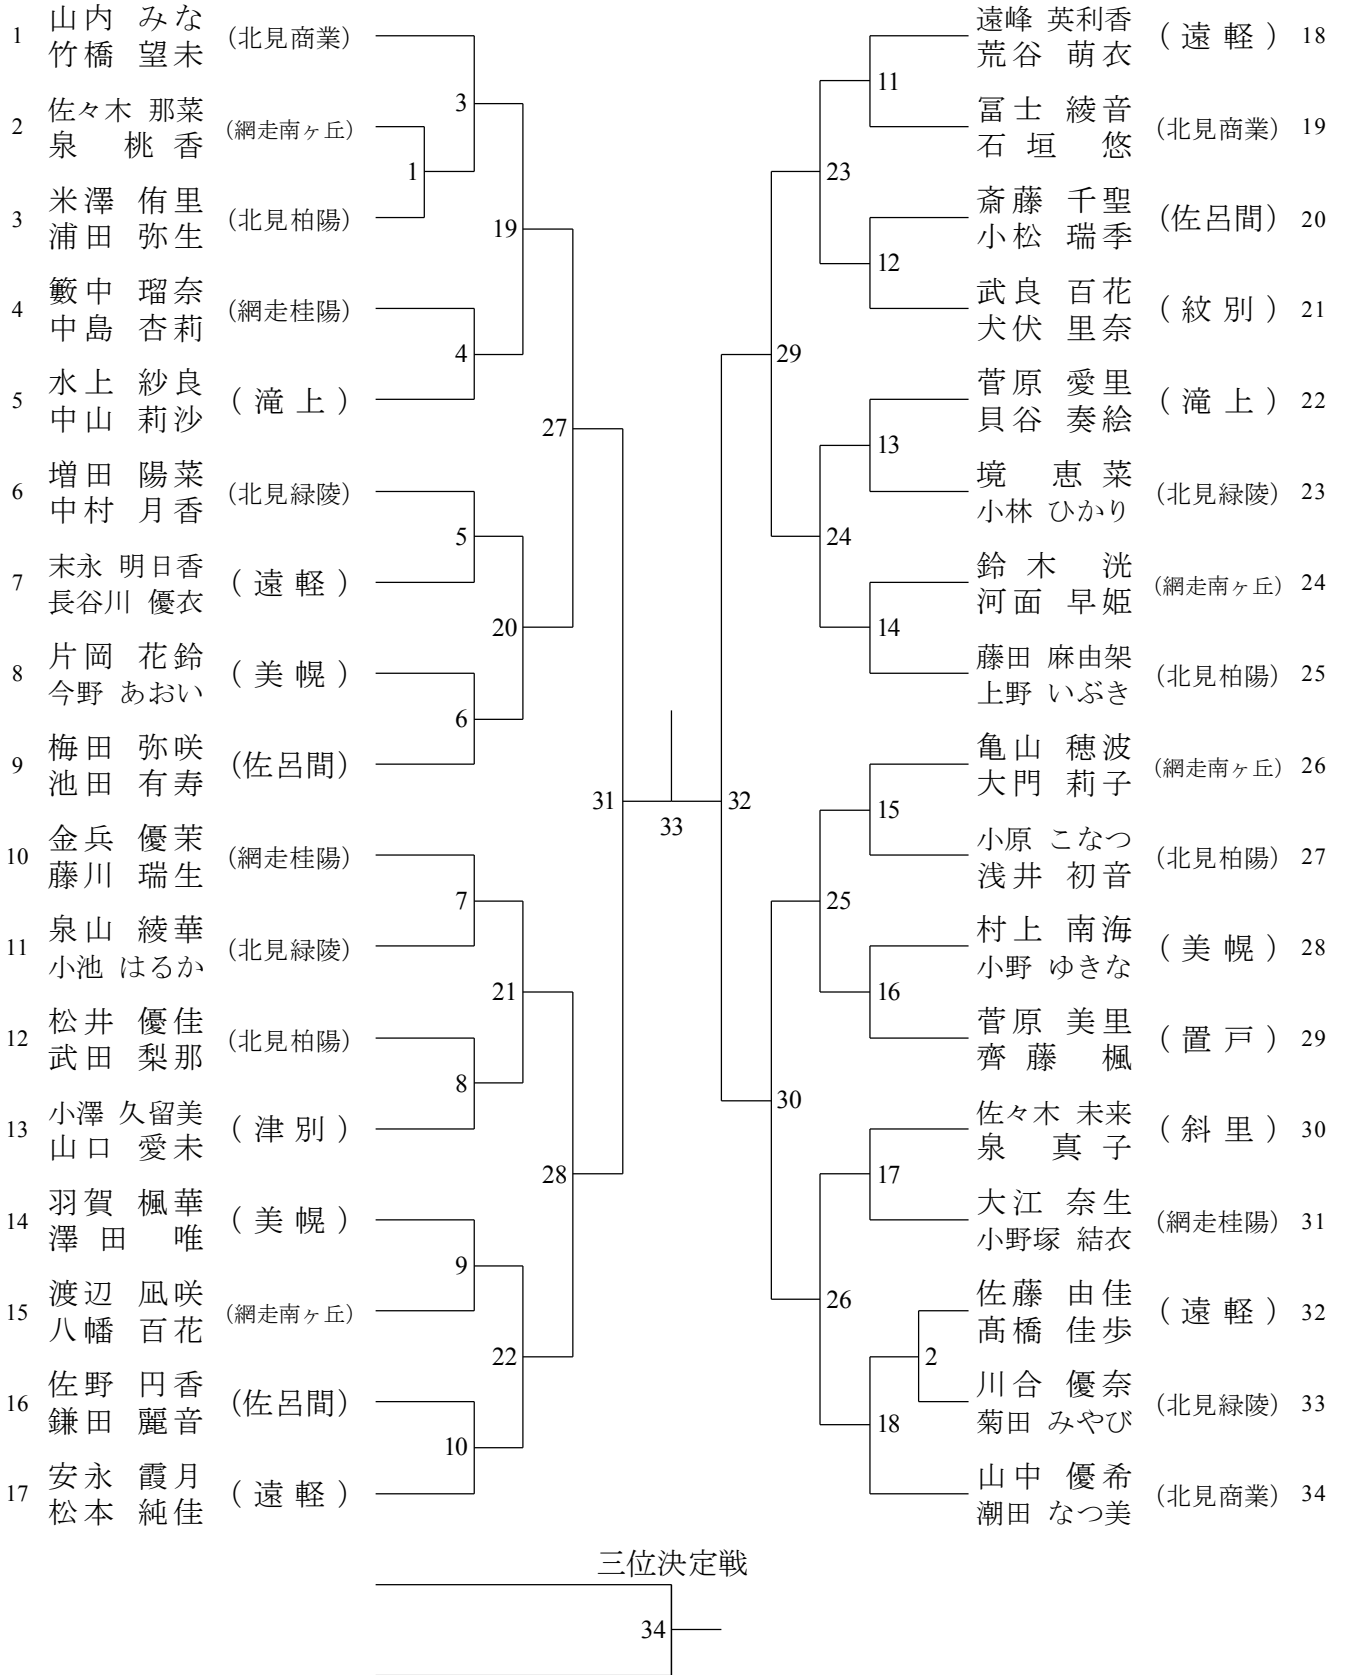 1 山内 みな (北見商業)
竹橋 望未
2 佐々木 那菜 (網走南ヶ丘)
泉 桃香
3 米澤 侑里 (北見柏陽)
浦田 弥生
4 籔中 瑠奈 (網走桂陽)
中島 杏莉
5 水上 紗良 (滝上)
中山 莉沙
6 増田 陽菜 (北見緑陵)
中村 月香
7 末永 明日香 (遠軽)
長谷川 優衣
8 片岡 花鈴 (美幌)
今野 あおい
9 梅田 弥咲 (佐呂間)
池田 有寿
10 金兵 優茉 (網走桂陽)
藤川 瑞生
11 泉山 綾華 (北見緑陵)
小池 はるか
12 松井 優佳 (北見柏陽)
武田 梨那
13 小澤 久留美 (津別)
山口 愛未
14 羽賀 楓華 (美幌)
澤田 唯
15 渡辺 凪咲 (網走南ヶ丘)
八幡 百花
16 佐野 円香 (佐呂間)
鎌田 麗音
17 安永 霞月 (遠軽)
松本 純佳
3
1
19
4
27
5
20
6
31
7
21
8
28
9
22
10
33
32
11
23
12
29
13
24
14
15
25
16
30
17
26
2
18
遠峰 英利香 (遠軽) 18
荒谷 萌衣
冨士 綾音 (北見商業) 19
石垣 悠
斎藤 千聖 (佐呂間) 20
小松 瑞季
武良 百花 (紋別) 21
犬伏 里奈
菅原 愛里 (滝上) 22
貝谷 奏絵
境 恵菜 (北見緑陵) 23
小林 ひかり
鈴木 洸 (網走南ヶ丘) 24
河面 早姫
藤田 麻由架 (北見柏陽) 25
上野 いぶき
亀山 穂波 (網走南ヶ丘) 26
大門 莉子
小原 こなつ (北見柏陽) 27
浅井 初音
村上 南海 (美幌) 28
小野 ゆきな
菅原 美里 (置戸) 29
齊藤 楓
佐々木 未来 (斜里) 30
泉 真子
大江 奈生 (網走桂陽) 31
小野塚 結衣
佐藤 由佳 (遠軽) 32
髙橋 佳歩
川合 優奈 (北見緑陵) 33
菊田 みやび
山中 優希 (北見商業) 34
潮田 なつ美
三位決定戦
34